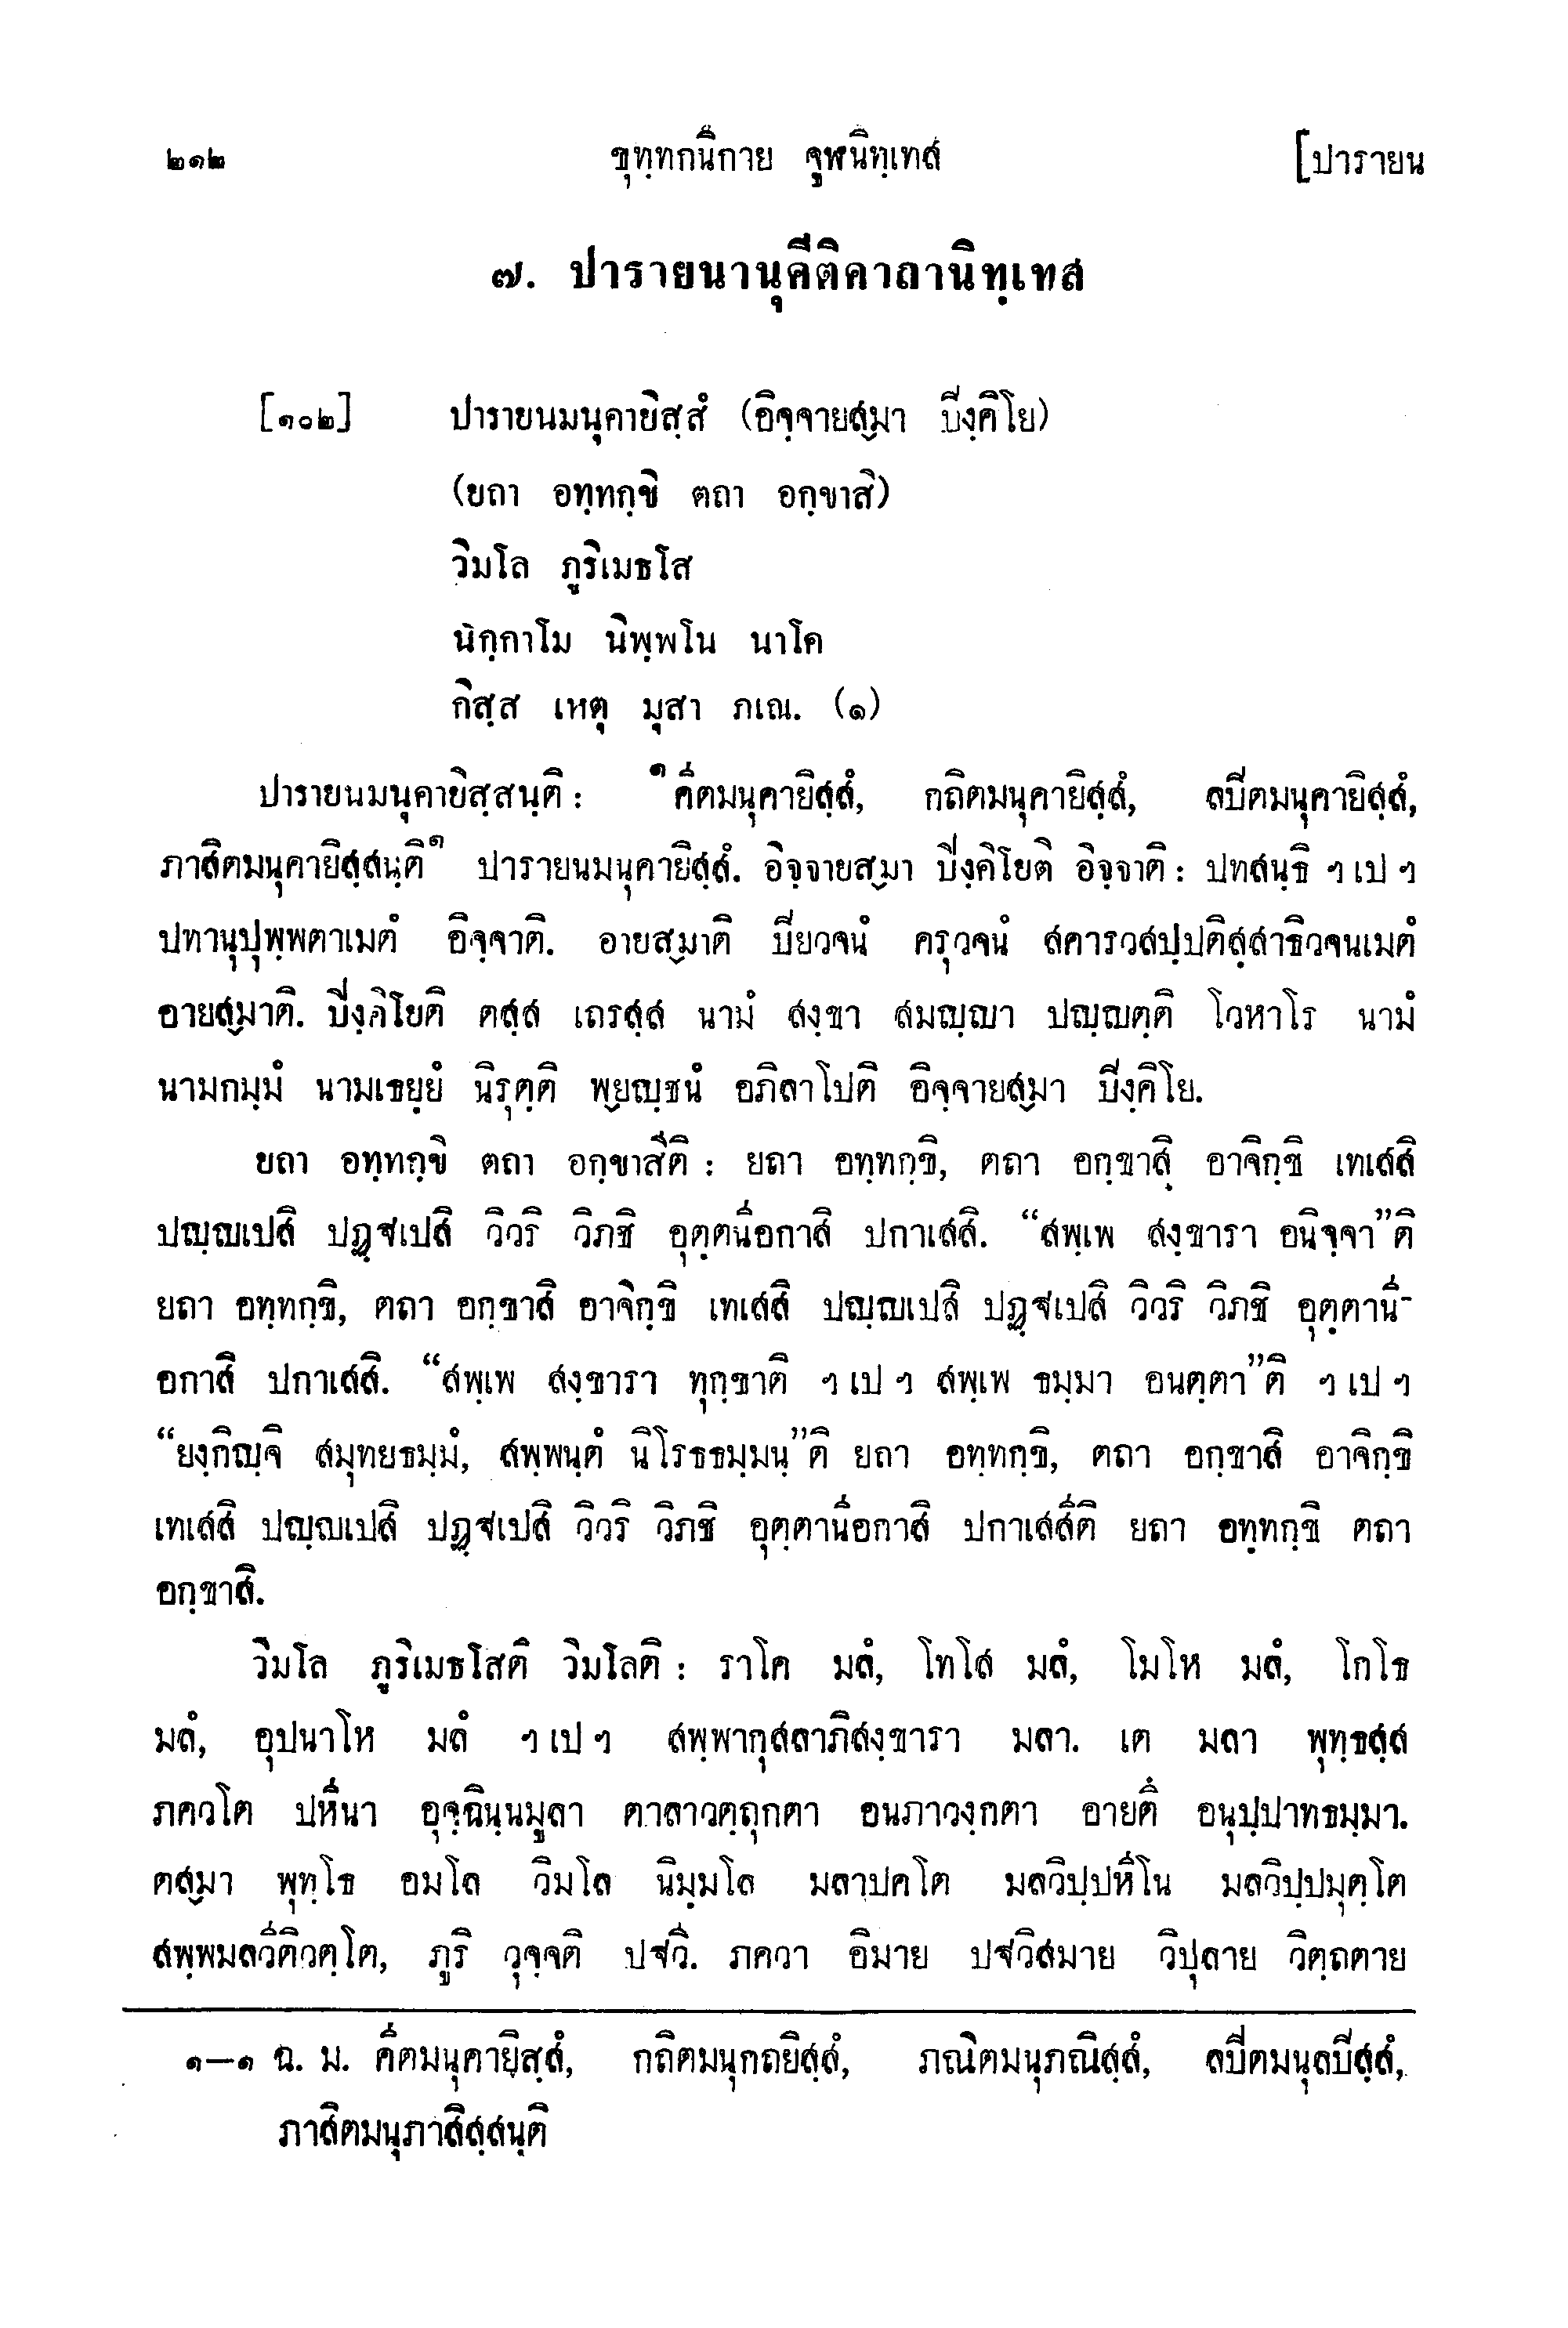 ๒๑๒ ขุทฺทกนิกาย จูฬนิทฺเทส [ปารายน
๗. ปารายนานุคีติคาถานิทฺเทส
[๑๐๒] ปารายนมนุคายิสฺสํ (อิจฺจายสฺมา ปิงฺคิโย)
(ยถา อทฺทกฺขิ ตถา อกฺขาสิ)
วิมโล ภูริเมธโส
นิกฺกาโม นิพฺพโน นาโค
กิสฺส เหตุ มุสา ภเณ. (๑)
ปารายนมนุคายิสฺสนฺติ : ๑คีตมนุคายิสฺสํ, กถิตมนุคายิสฺสํ, ลปิตมนุคายิสฺสํ,
ภาสิตมนุคายิสฺสนฺติ๑ ปารายนมนุคายิสฺสํ. อิจฺจายสฺมา ปิงฺคิโยติ อิจฺจาติ : ปทสนฺธิ ฯ เป ฯ
ปทานุปุพฺพตาเมตํ อิจฺจาติ. อายสฺมาติ ปิยวจนํ ครุวจนํ สคารวสปฺปติสฺสาธิวจนเมตํ
อายสฺมาติ. ปิงฺคิโยติ ตสฺส เถรสฺส นามํ สงฺขา สมญฺญา ปญฺญตฺติ โวหาโร นามํ
นามกมฺมํ นามเธยฺยํ นิรุตฺติ พฺยญฺชนํ อภิลาโปติ อิจฺจายสฺมา ปิงฺคิโย.
ยถา อทฺทกฺขิ ตถา อกฺขาสีติ : ยถา อทฺทกฺขิ, ตถา อกฺขาสิ อาจิกฺขิ เทเสสิ
ปญฺญเปสิ ปฏฺฐเปสิ วิวริ วิภชิ อุตฺตนีอกาสิ ปกาเสสิ. “สพฺเพ สงฺขารา อนิจฺจา”ติ
ยถา อทฺทกฺขิ, ตถา อกฺขาสิ อาจิกฺขิ เทเสสิ ปญฺญเปสิ ปฏฺฐเปสิ วิวริ วิภชิ อุตฺตานี-
อกาสิ ปกาเสสิ. “สพฺเพ สงฺขารา ทุกฺขาติ ฯ เป ฯ สพฺเพ ธมฺมา อนตฺตา”ติ ฯ เป ฯ
“ยงฺกิญฺจิ สมุทยธมฺมํ, สพฺพนฺตํ นิโรธธมฺมนฺ”ติ ยถา อทฺทกฺขิ, ตถา อกฺขาสิ อาจิกฺขิ
เทเสสิ ปญฺญเปสิ ปฏฺฐเปสิ วิวริ วิภชิ อุตฺตานีอกาสิ ปกาเสสีติ ยถา อทฺทกฺขิ ตถา
อกฺขาสิ.
วิมโล ภูริเมธโสติ วิมโลติ : ราโค มลํ, โทโส มลํ, โมโห มลํ, โกโธ
มลํ, อุปนาโห มลํ ฯ เป ฯ สพฺพากุสลาภิสงฺขารา มลา. เต มลา พุทฺธสฺส
ภควโต ปหีนา อุจฺฉินฺนมูลา ตาลาวตฺถุกตา อนภาวงฺกตา อายตึ อนุปฺปาทธมฺมา.
ตสฺมา พุทฺโธ อมโล วิมโล นิมฺมโล มลาปคโต มลวิปฺปหีโน มลวิปฺปมุตฺโต
สพฺพมลวีติวตฺโต, ภูริ วุจฺจติ ปฐวี. ภควา อิมาย ปฐวิสมาย วิปุลาย วิตฺถตาย
๑–๑ ฉ. ม. คีตมนุคายิสฺสํ, กถิตมนุกถยิสฺสํ, ภณิตมนุภณิสฺสํ, ลปิตมนุลปิสฺสํ,
ภาสิตมนุภาสิสฺสนฺติ